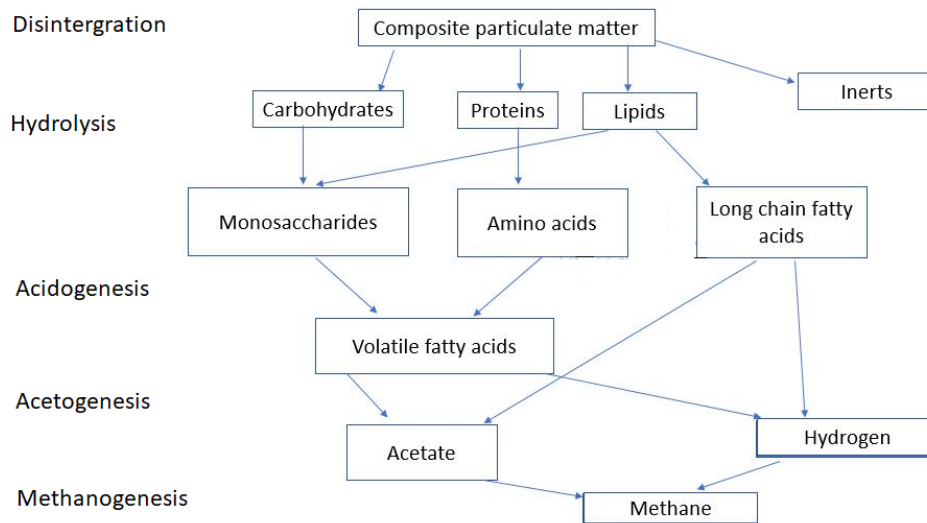 Disintergration
Composite particulate matter
Inerts
Carbohydrates
Proteins
Lipids
Hydrolysis
Monosaccharides
Amino acids
Long chain fatty
acids
Acidogenesis
Volatile fatty acids
Acetogenesis
Acetate
Hydrogen
Methanogenesis
Methane